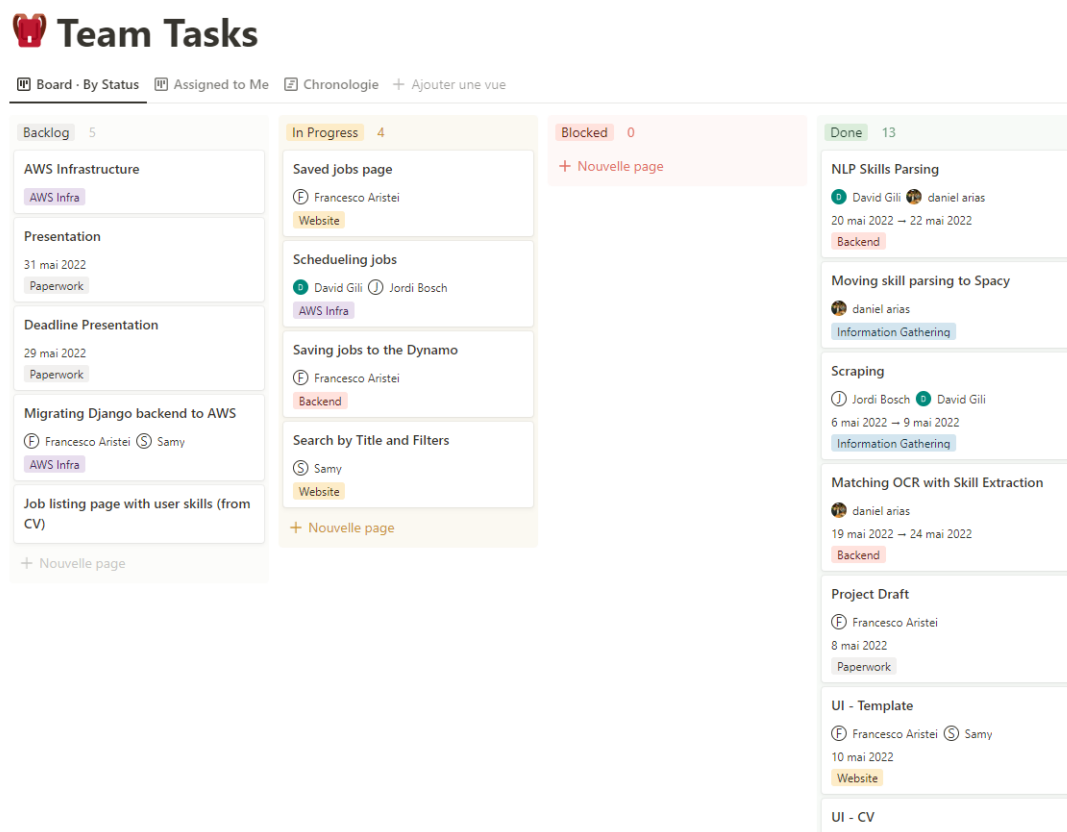 Team Tasks
Board · By Status
Assigned to Me
Chronologie
+ Ajouter une vue
Backlog 5
AWS Infrastructure
AWS Infra
Presentation
31 mai 2022
Paperwork
Deadline Presentation
29 mai 2022
Paperwork
Migrating Django backend to AWS
F Francesco Aristei S Samy
AWS Infra
Job listing page with user skills (from
CV)
+ Nouvelle page
In Progress 4
Saved jobs page
F Francesco Aristei
Website
Schedueling jobs
D David Gili J Jordi Bosch
AWS Infra
Saving jobs to the Dynamo
F Francesco Aristei
Backend
Search by Title and Filters
S Samy
Website
+ Nouvelle page
Blocked 0
+ Nouvelle page
Done 13
NLP Skills Parsing
D David Gili daniel arias
20 mai 2022 → 22 mai 2022
Backend
Moving skill parsing to Spacy
daniel arias
Information Gathering
Scraping
J Jordi Bosch D David Gili
6 mai 2022 → 9 mai 2022
Information Gathering
Matching OCR with Skill Extraction
daniel arias
19 mai 2022 → 24 mai 2022
Backend
Project Draft
F Francesco Aristei
8 mai 2022
Paperwork
UI - Template
F Francesco Aristei S Samy
10 mai 2022
Website
UI - CV